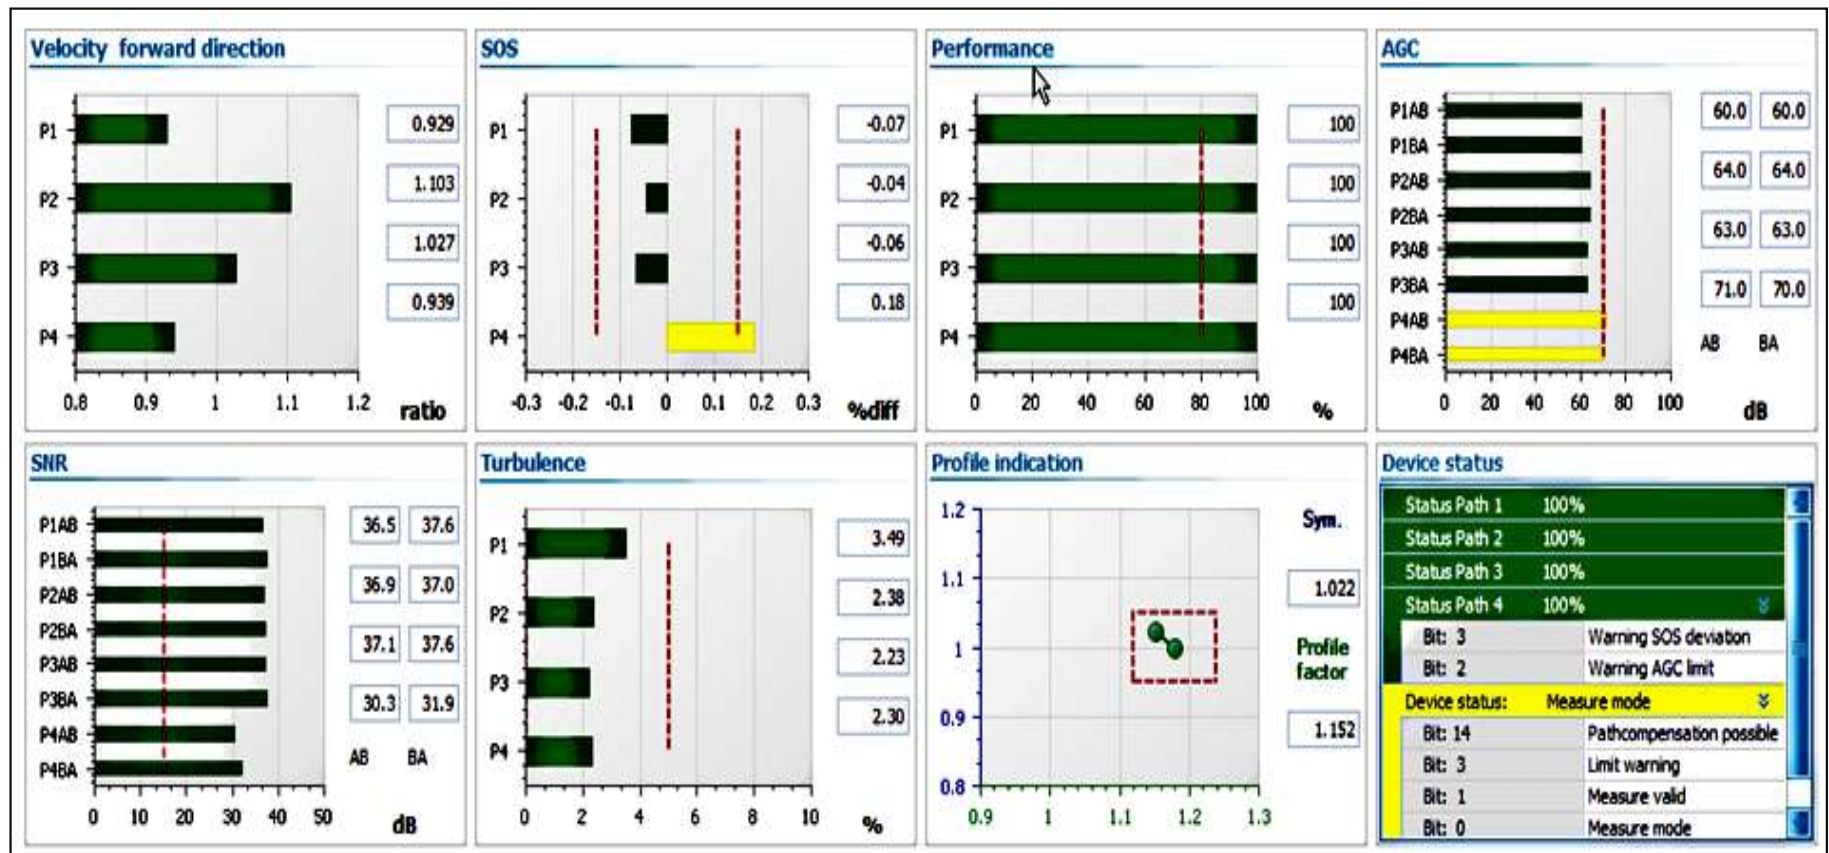 Velocity forward direction
P1
P2
P3
P4
0.8 0.9 1 1.1 1.2
ratio
0.929
1.103
1.027
0.939
SOS
P1
P2
P3
P4
-0.3 -0.2 -0.1 0 0.1 0.2 0.3
%diff
-0.07
-0.04
-0.06
0.18
Performance
P1
P2
P3
P4
0 20 40 60 80 100
%
100
100
100
100
AGC
P1AB
P1BA
P2AB
P2BA
P3AB
P3BA
P4AB
P4BA
0 20 40 60 80 100
dB
60.0 60.0
64.0 64.0
63.0 63.0
71.0 70.0
AB BA
SNR
P1AB
P1BA
P2AB
P2BA
P3AB
P3BA
P4AB
P4BA
0 10 20 30 40 50
dB
36.5 37.6
36.9 37.0
37.1 37.6
30.3 31.9
AB BA
Turbulence
P1
P2
P3
P4
0 2 4 6 8 10
%
3.49
2.38
2.23
2.30
Profile indication
1.2
1.1
1
0.9
0.8
0.9 1 1.1 1.2 1.3
Sym.
1.022
Profile
factor
1.152
Device status
Status Path 1 100%
Status Path 2 100%
Status Path 3 100%
Status Path 4 100%
Bit: 3 Warning SOS deviation
Bit: 2 Warning AGC limit
Device status: Measure mode
Bit: 14 Pathcompensation possible
Bit: 3 Limit warning
Bit: 1 Measure valid
Bit: 0 Measure mode